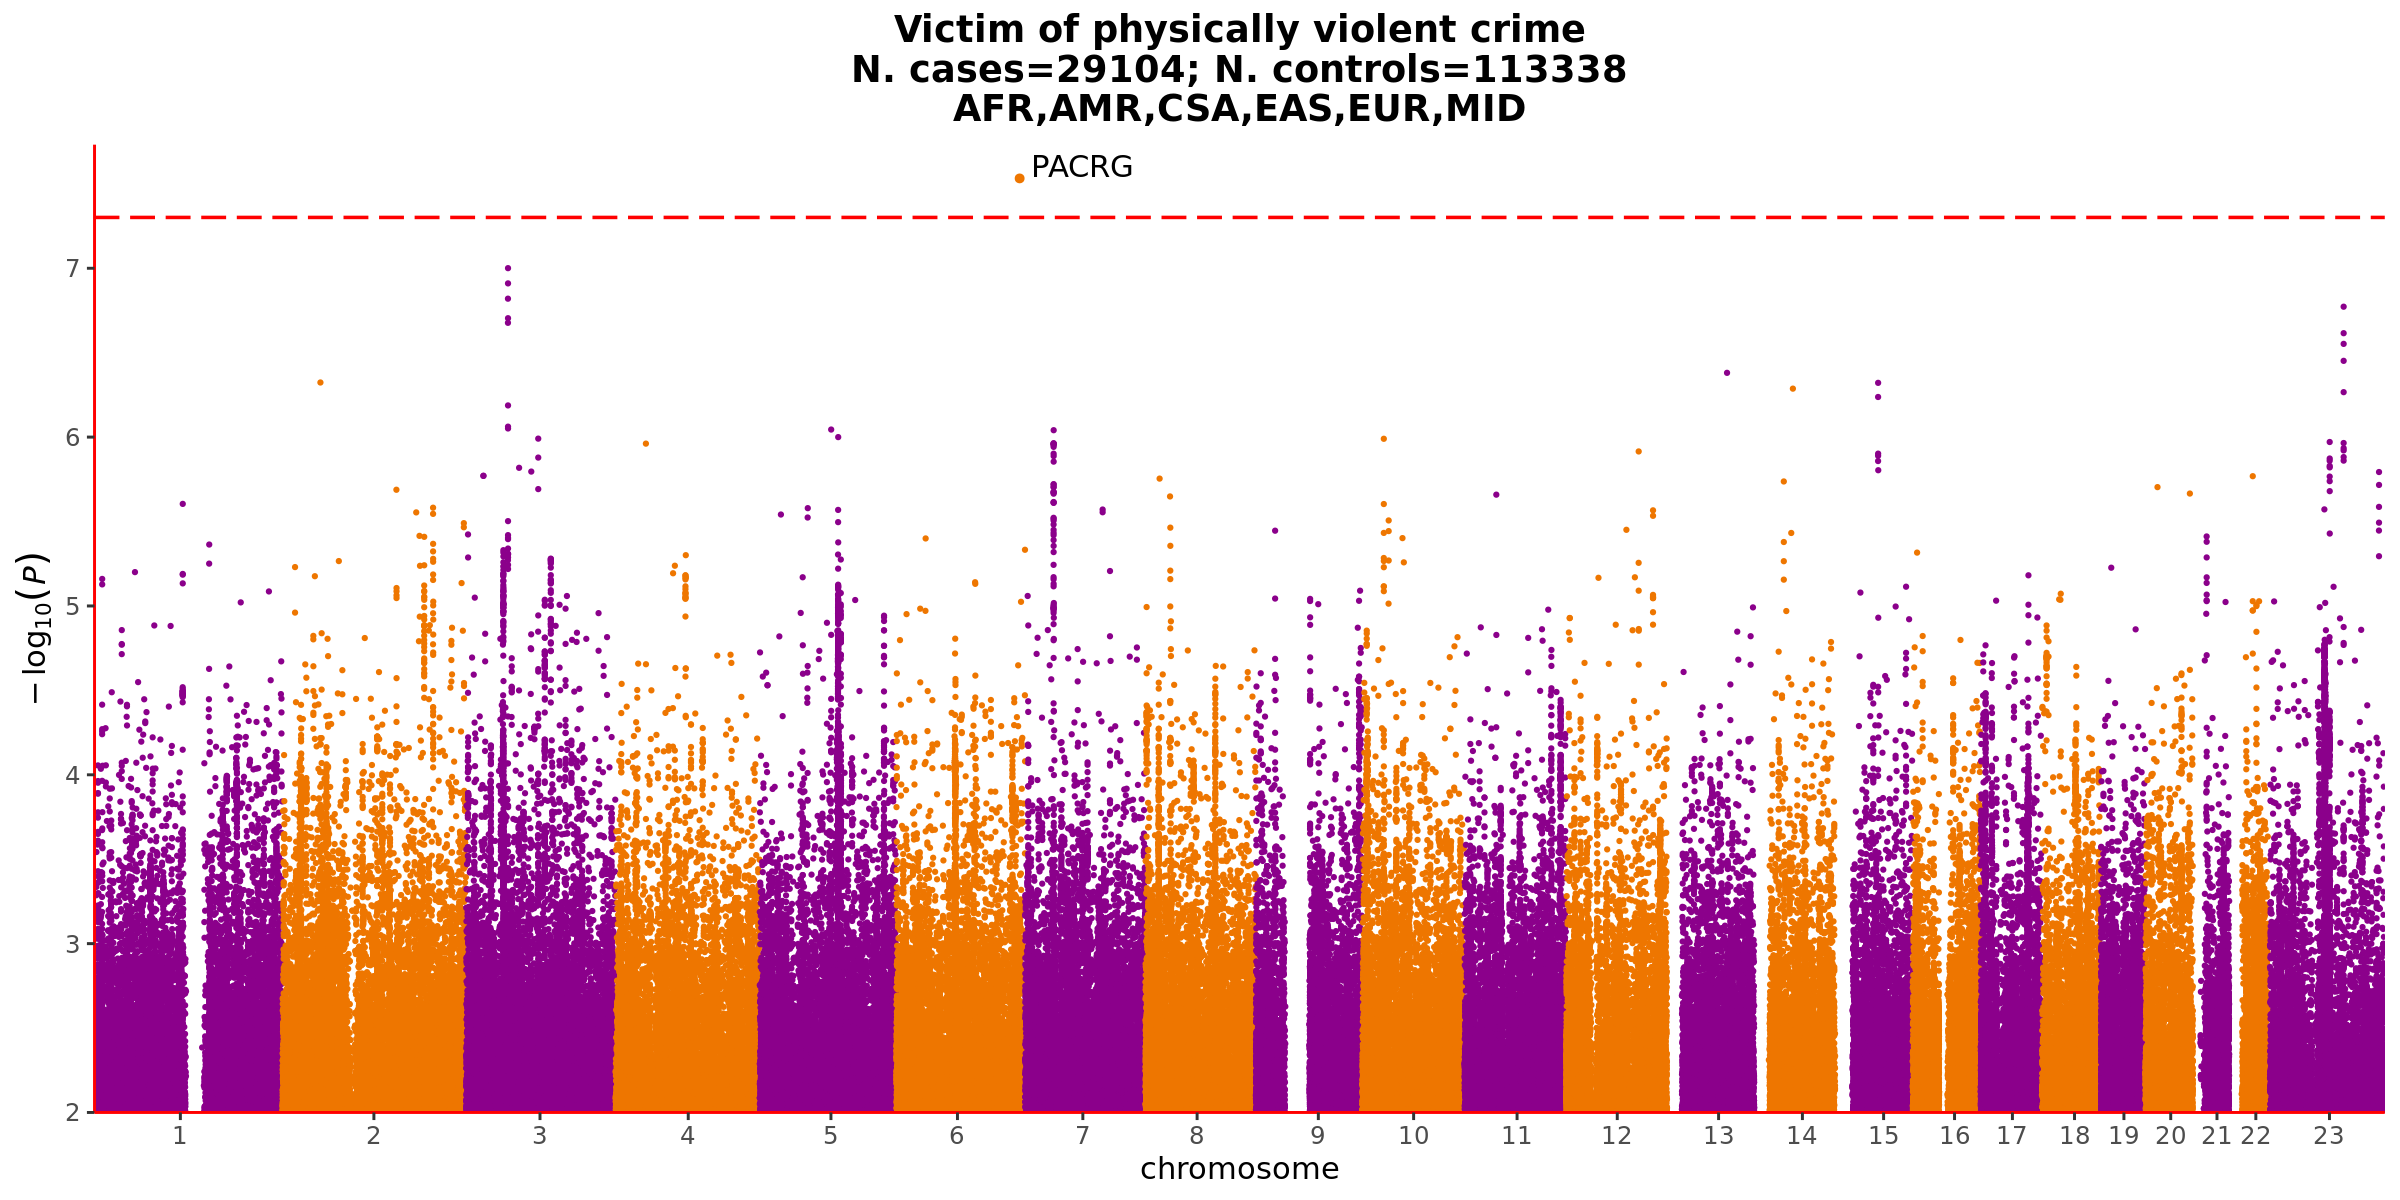 Victim of physically violent crime
N. cases=29104; N. controls=113338
AFR,AMR,CSA,EAS,EUR,MID
PACRG
7
6
5
4
3
2
−log10(P)
1 2 3 4 5 6 7 8 9 10 11 12 13 14 15 16 17 18 19 20 21 22 23
chromosome